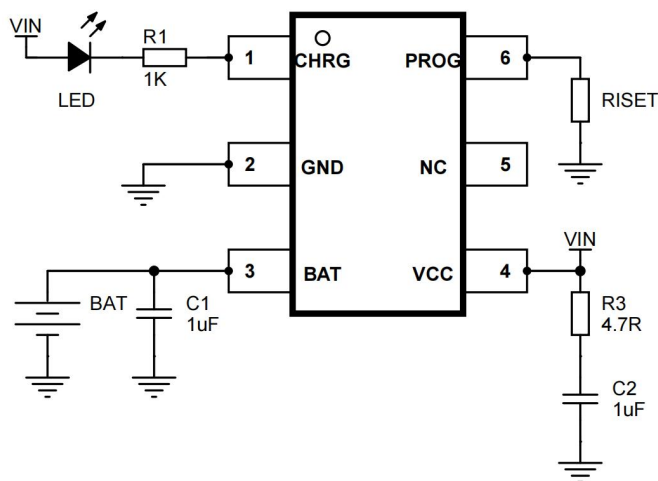 VIN
R1
1K
LED
1
CHRG
PROG
6
RISET
2
GND
NC
5
3
BAT
VCC
4
VIN
BAT
C1
1uF
R3
4.7R
C2
1uF